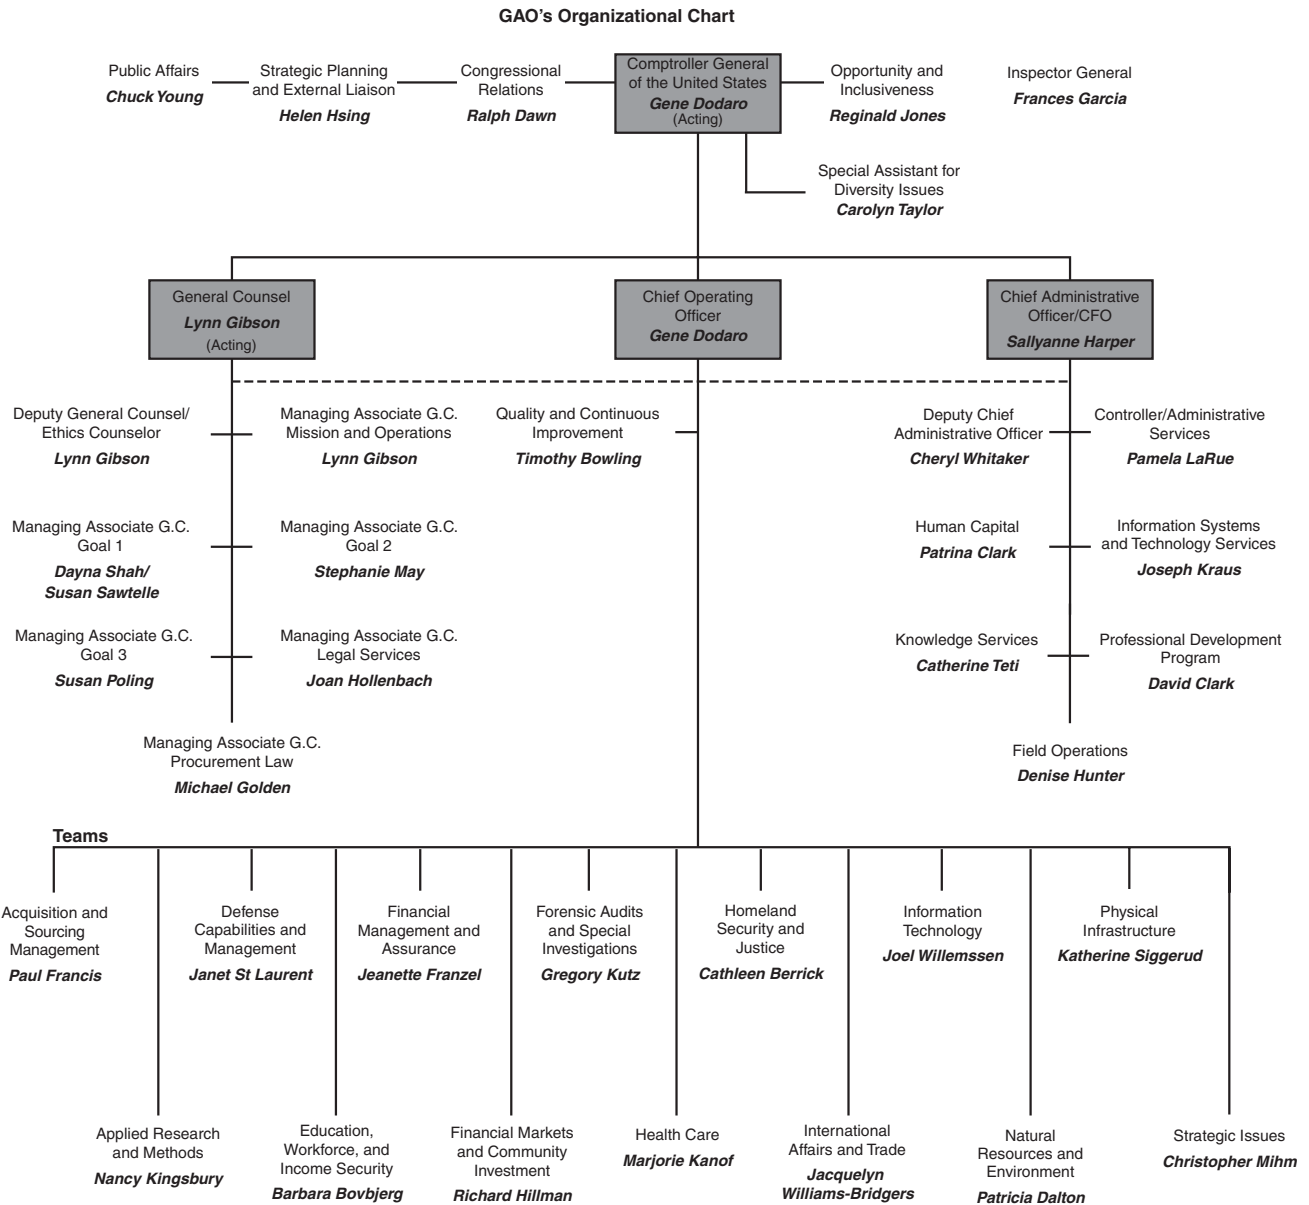 GAO's Organizational Chart
Public Affairs
Chuck Young
Strategic Planning
and External Liaison
Helen Hsing
Congressional
Relations
Ralph Dawn
Comptroller General
of the United States
Gene Dodaro
(Acting)
Opportunity and
Inclusiveness
Reginald Jones
Inspector General
Frances Garcia
Special Assistant for
Diversity Issues
Carolyn Taylor
General Counsel
Lynn Gibson
(Acting)
Chief Operating
Officer
Gene Dodaro
Chief Administrative
Officer/CFO
Sallyanne Harper
Deputy General Counsel/
Ethics Counselor
Lynn Gibson
Managing Associate G.C.
Mission and Operations
Lynn Gibson
Quality and Continuous
Improvement
Timothy Bowling
Deputy Chief
Administrative Officer
Cheryl Whitaker
Controller/Administrative
Services
Pamela LaRue
Managing Associate G.C.
Goal 1
Dayna Shah/
Susan Sawtelle
Managing Associate G.C.
Goal 2
Stephanie May
Human Capital
Patrina Clark
Information Systems
and Technology Services
Joseph Kraus
Managing Associate G.C.
Goal 3
Susan Poling
Managing Associate G.C.
Legal Services
Joan Hollenbach
Knowledge Services
Catherine Teti
Professional Development
Program
David Clark
Managing Associate G.C.
Procurement Law
Michael Golden
Field Operations
Denise Hunter
Teams
Acquisition and
Sourcing
Management
Paul Francis
Defense
Capabilities and
Management
Janet St Laurent
Financial
Management and
Assurance
Jeanette Franzel
Forensic Audits
and Special
Investigations
Gregory Kutz
Homeland
Security and
Justice
Cathleen Berrick
Information
Technology
Joel Willemssen
Physical
Infrastructure
Katherine Siggerud
Applied Research
and Methods
Nancy Kingsbury
Education,
Workforce, and
Income Security
Barbara Bovbjerg
Financial Markets
and Community
Investment
Richard Hillman
Health Care
Marjorie Kanof
International
Affairs and Trade
Jacquelyn
Williams-Bridgers
Natural
Resources and
Environment
Patricia Dalton
Strategic Issues
Christopher Mihm